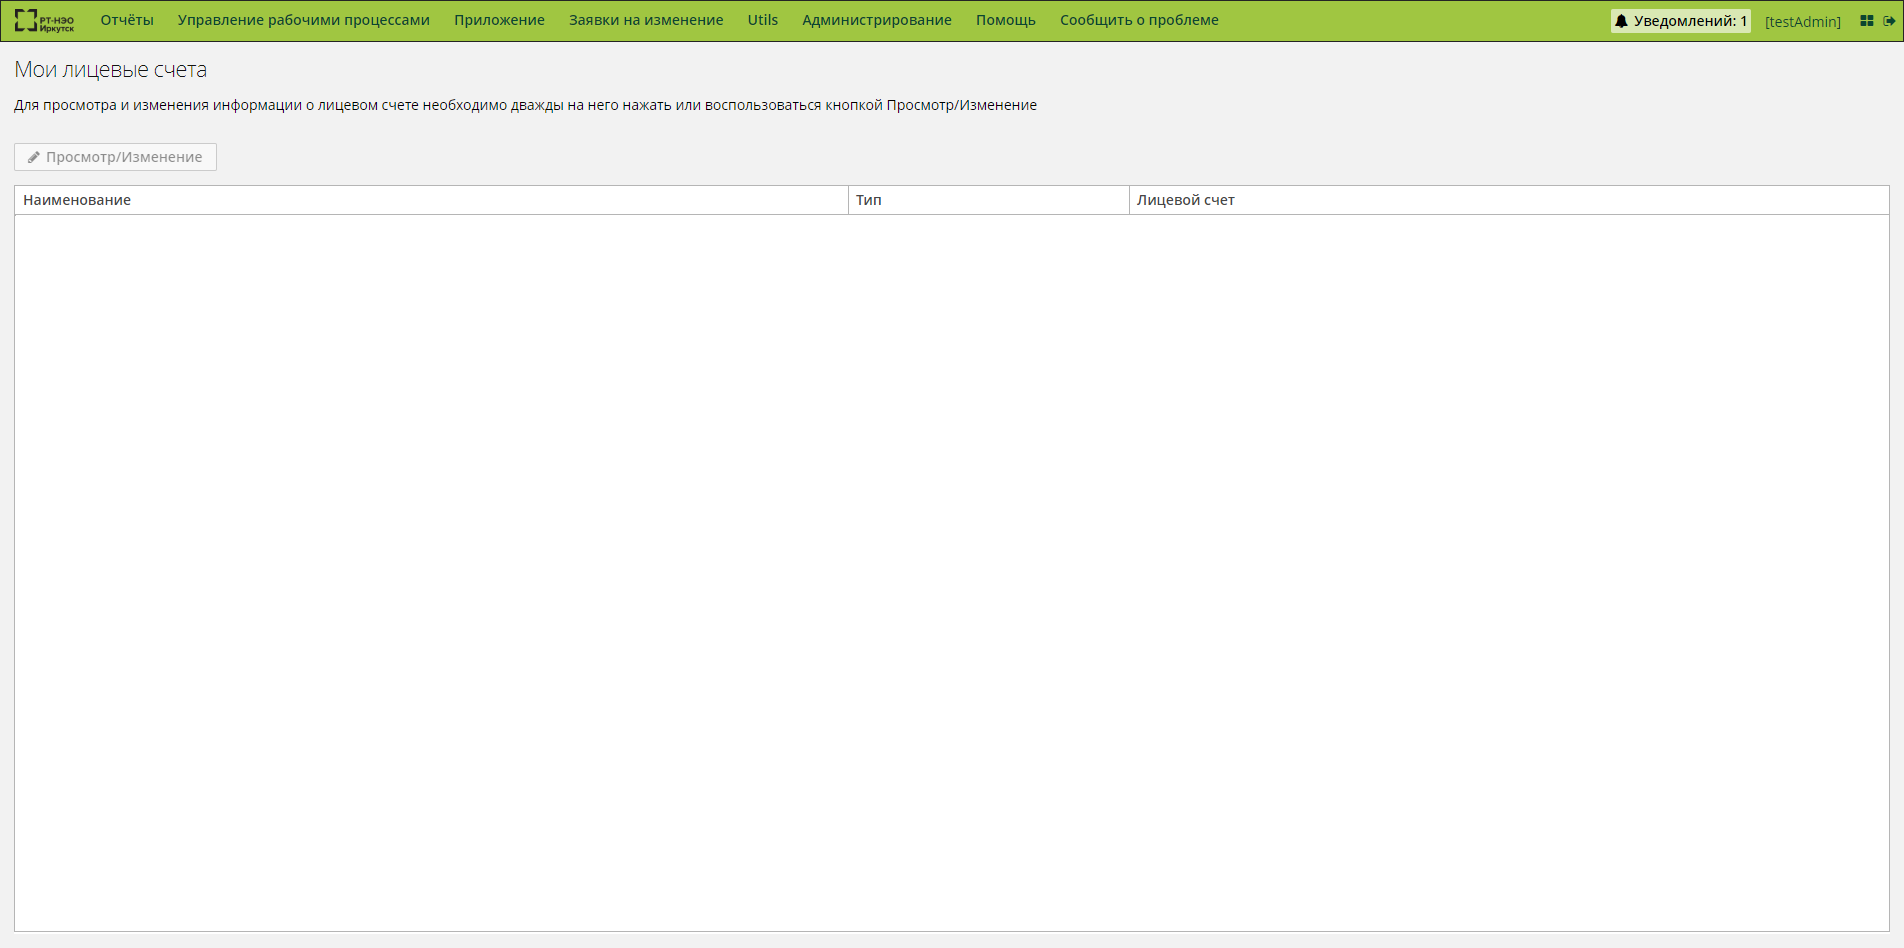 РТ-НЭО
Иркутск
Отчёты Управление рабочими процессами Приложение Заявки на изменение Utils Администрирование Помощь Сообщить о проблеме Уведомлений: 1 [testAdmin]
Мои лицевые счета
Для просмотра и изменения информации о лицевом счете необходимо дважды на него нажать или воспользоваться кнопкой Просмотр/Изменение
Просмотр/Изменение
Наименование Тип Лицевой счет